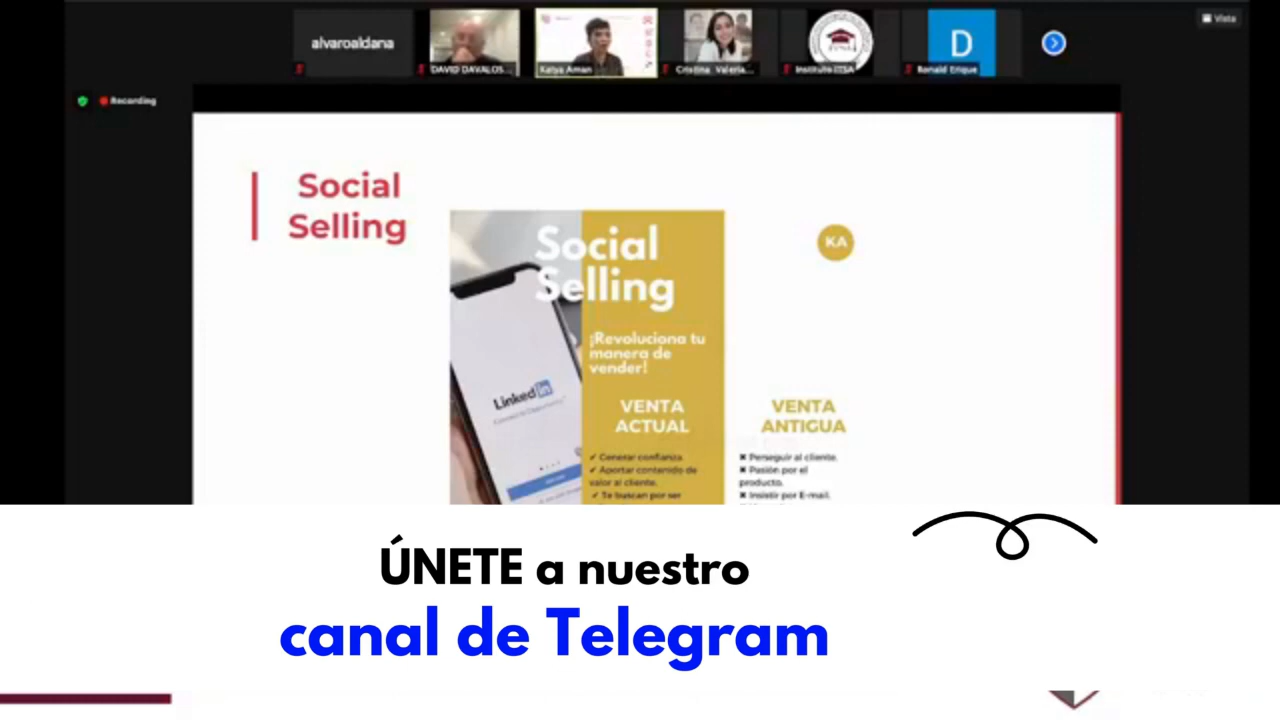 alvaroaldana
DAVID DAVALOS...
Katya Aman
Cristina Valeria...
Instituto ITSA
Ronald Erique
D
Vista
Recording
Social
Selling
Social
Selling
¡Revoluciona tu
manera de
vender!
KA
Linked in
VENTA
ACTUAL
✔ Generar confianza.
✔ Aportar contenido de
valor al cliente.
✔ Te buscan por ser
VENTA
ANTIGUA
✖ Perseguir al cliente.
✖ Pasión por el
producto.
✖ Insistir por E-mail.
ÚNETE a nuestro
canal de Telegram